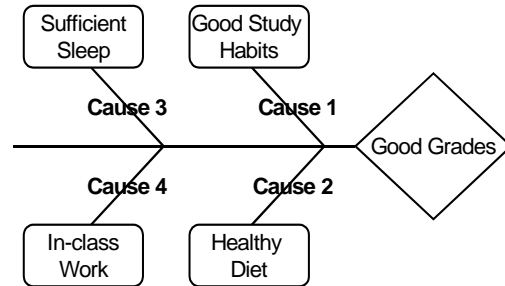 Sufficient
Sleep
Good Study
Habits
Cause 3
Cause 1
Good Grades
Cause 4
Cause 2
In-class
Work
Healthy
Diet